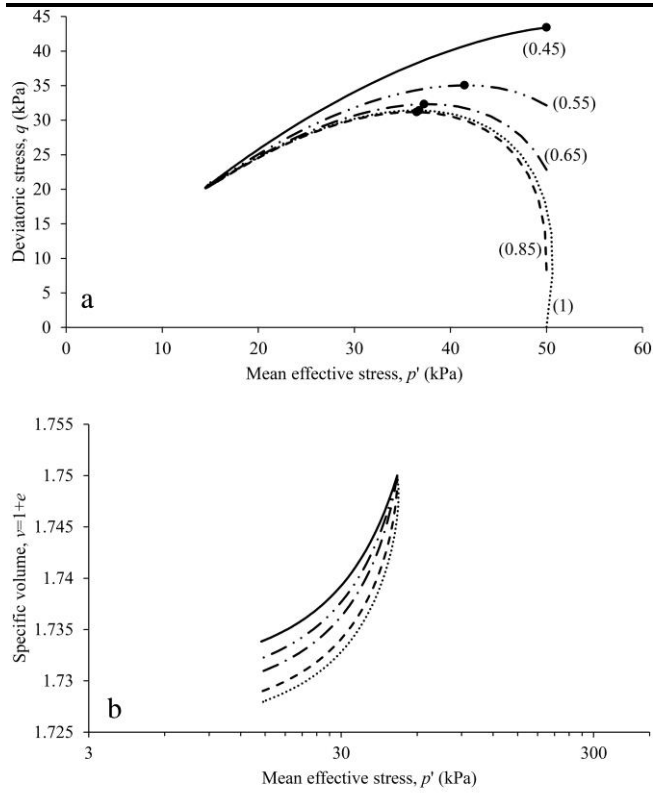 45
40
35
30
25
20
15
10
5
0
Deviatoric stress, q (kPa)
(0.45)
(0.55)
(0.65)
(0.85)
(1)
a
0 10 20 30 40 50 60
Mean effective stress, p' (kPa)
1.755
1.75
1.745
1.74
1.735
1.73
1.725
Specific volume, v=1+e
b
3 30 300
Mean effective stress, p' (kPa)